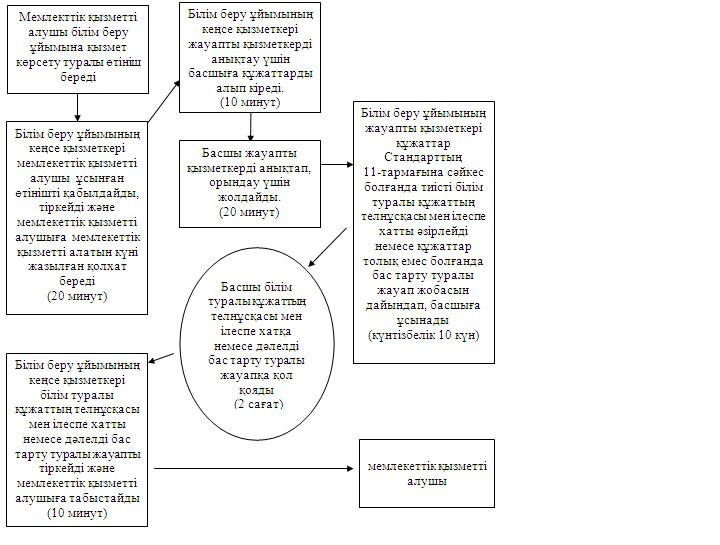 Мемлекттік қызметті
алушы білім беру
ұйымына қызмет
көрсету туралы өтініш
береді
Білім беру ұйымының
кеңсе қызметкері
мемлекеттік қызметті
алушы ұсынған
өтінішті қабылдайды,
тіркейді және
мемлекеттік қызметті
алушыға мемлекеттік
қызметті алатын күні
жазылған қолхат
береді
(20 минут)
Білім беру ұйымының
кеңсе қызметкері
жауапты қызметкерді
анықтау үшін
басшыға құжаттарды
алып кіреді.
(10 минут)
Басшы жауапты
қызметкерді анықтап,
орындау үшін
жолдайды.
(20 минут)
Білім беру ұйымының
жауапты қызметкері
құжаттар
Стандарттың
11-тармағына сәйкес
болғанда тиісті білім
туралы құжаттың
телнұсқасы мен ілеспе
хатты әзірлейді
немесе құжаттар
толық емес болғанда
бас тарту туралы
жауап жобасын
дайындап, басшыға
ұсынады
(күнтізбелік 10 күн)
Басшы білім
туралы құжаттың
телнұсқасы мен
ілеспе хатқа
немесе дәлелді
бас тарту туралы
жауапқа қол
қояды
(2 сағат)
Білім беру ұйымының
кеңсе қызметкері
білім туралы
құжаттың телнұсқасы
мен ілеспе хатты
немесе дәлелді бас
тарту туралы жауапты
тіркейді және
мемлекеттік қызметті
алушыға табыстайды
(10 минут)
мемлекеттік қызметті
алушы